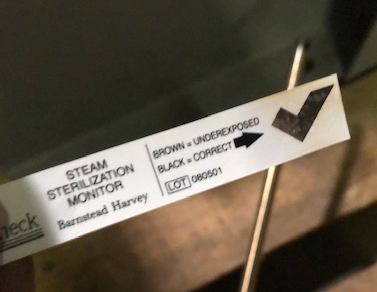 STEAM
STERILIZATION
MONITOR
Barnstead Harvey
BROWN = UNDEREXPOSED
BLACK = CORRECT
LOT 080501